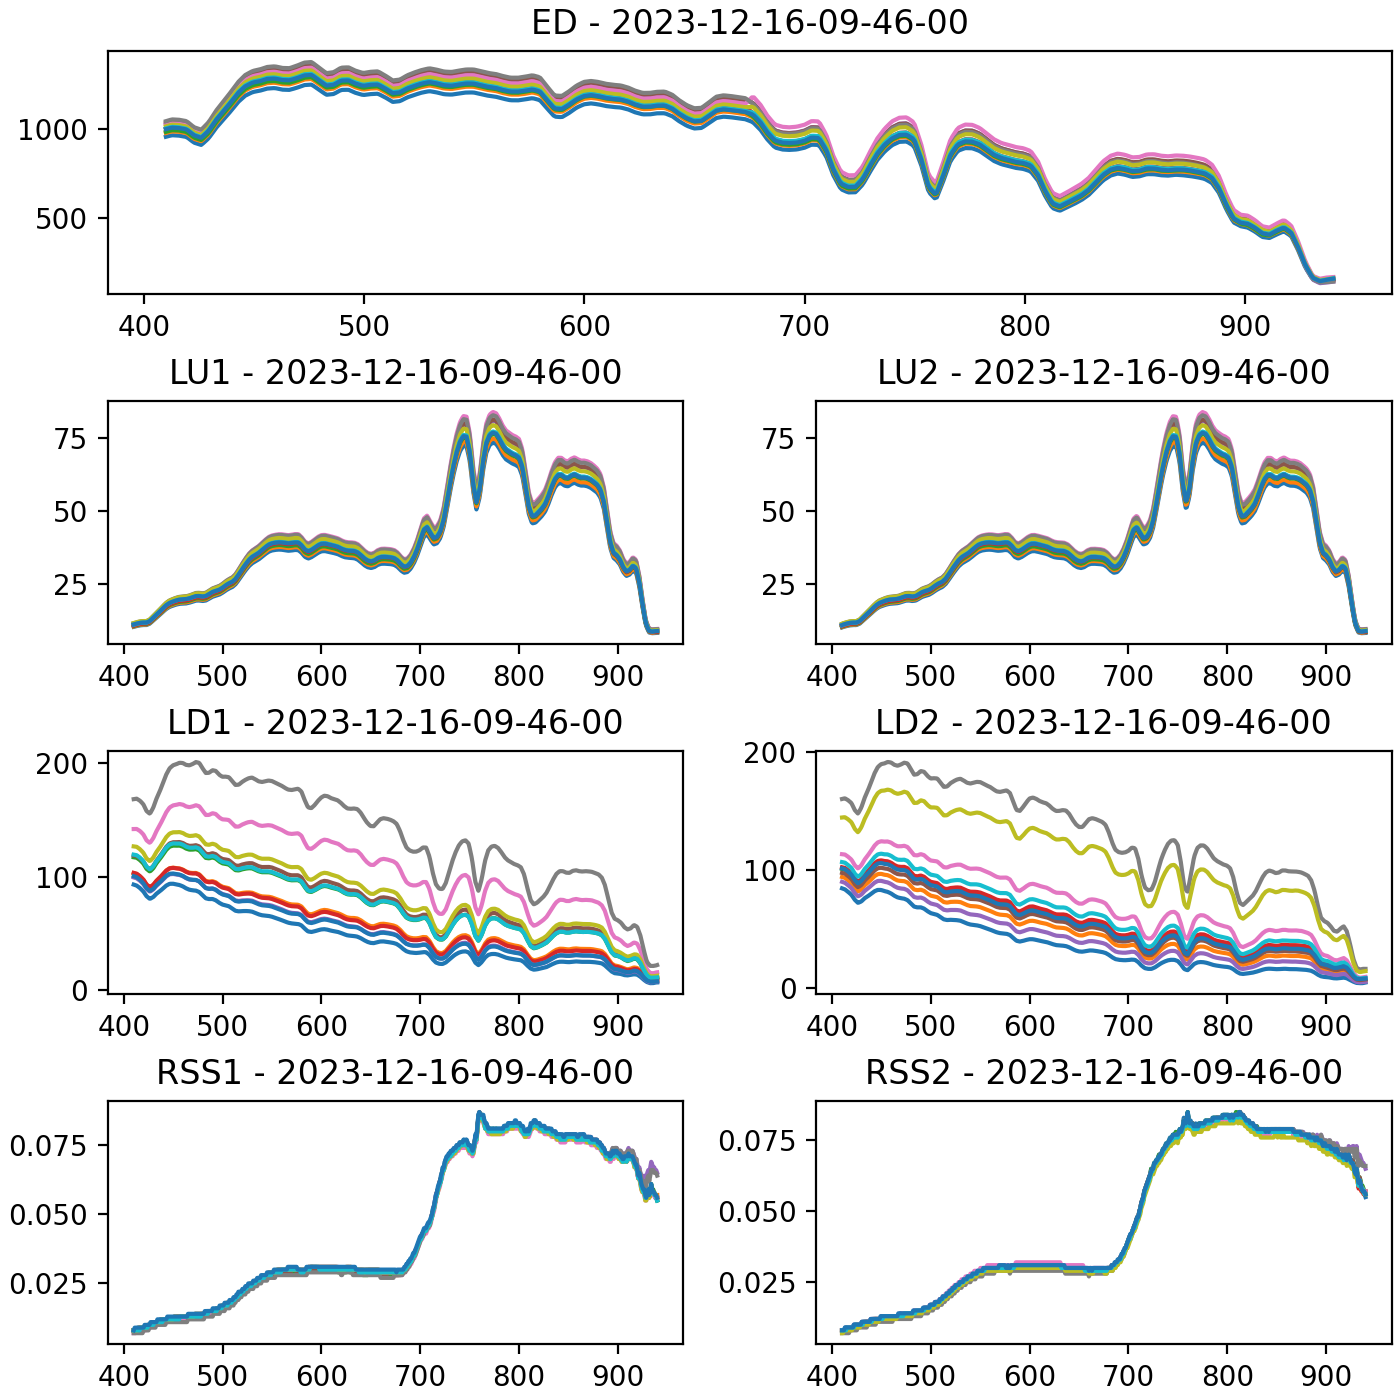 ED - 2023-12-16-09-46-00
1000
500
400 500 600 700 800 900
LU1 - 2023-12-16-09-46-00
75
50
25
400 500 600 700 800 900
LU2 - 2023-12-16-09-46-00
75
50
25
400 500 600 700 800 900
LD1 - 2023-12-16-09-46-00
200
100
0
400 500 600 700 800 900
LD2 - 2023-12-16-09-46-00
200
100
0
400 500 600 700 800 900
RSS1 - 2023-12-16-09-46-00
0.075
0.050
0.025
400 500 600 700 800 900
RSS2 - 2023-12-16-09-46-00
0.075
0.050
0.025
400 500 600 700 800 900